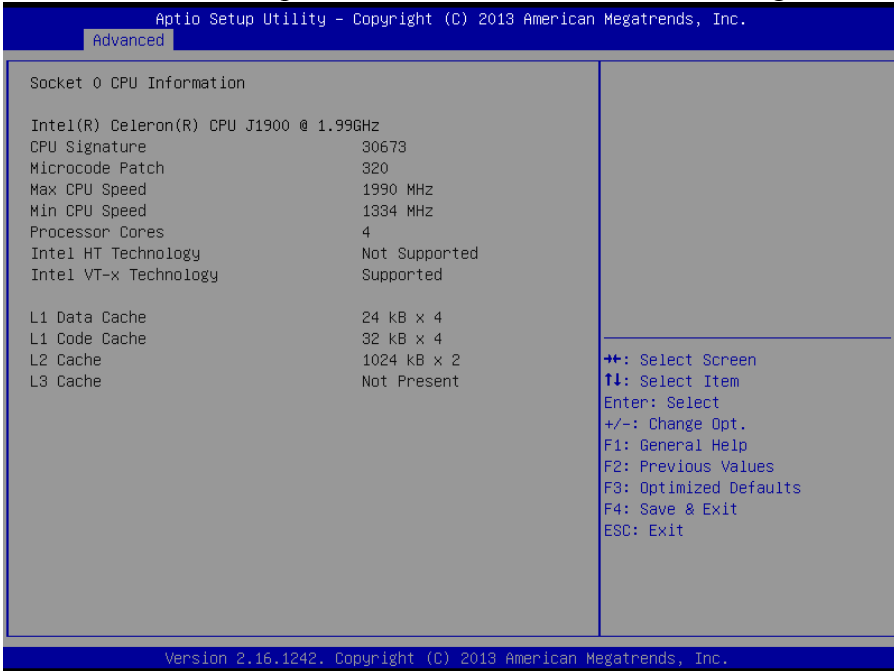 Aptio Setup Utility – Copyright (C) 2013 American Megatrends, Inc.
Advanced
Socket 0 CPU Information
Intel(R) Celeron(R) CPU J1900 @ 1.99GHz
CPU Signature 30673
Microcode Patch 320
Max CPU Speed 1990 MHz
Min CPU Speed 1334 MHz
Processor Cores 4
Intel HT Technology Not Supported
Intel VT-x Technology Supported
L1 Data Cache 24 kB x 4
L1 Code Cache 32 kB x 4
L2 Cache 1024 kB x 2
L3 Cache Not Present
→←: Select Screen
↑↓: Select Item
Enter: Select
+/-: Change Opt.
F1: General Help
F2: Previous Values
F3: Optimized Defaults
F4: Save & Exit
ESC: Exit
Version 2.16.1242. Copyright (C) 2013 American Megatrends, Inc.